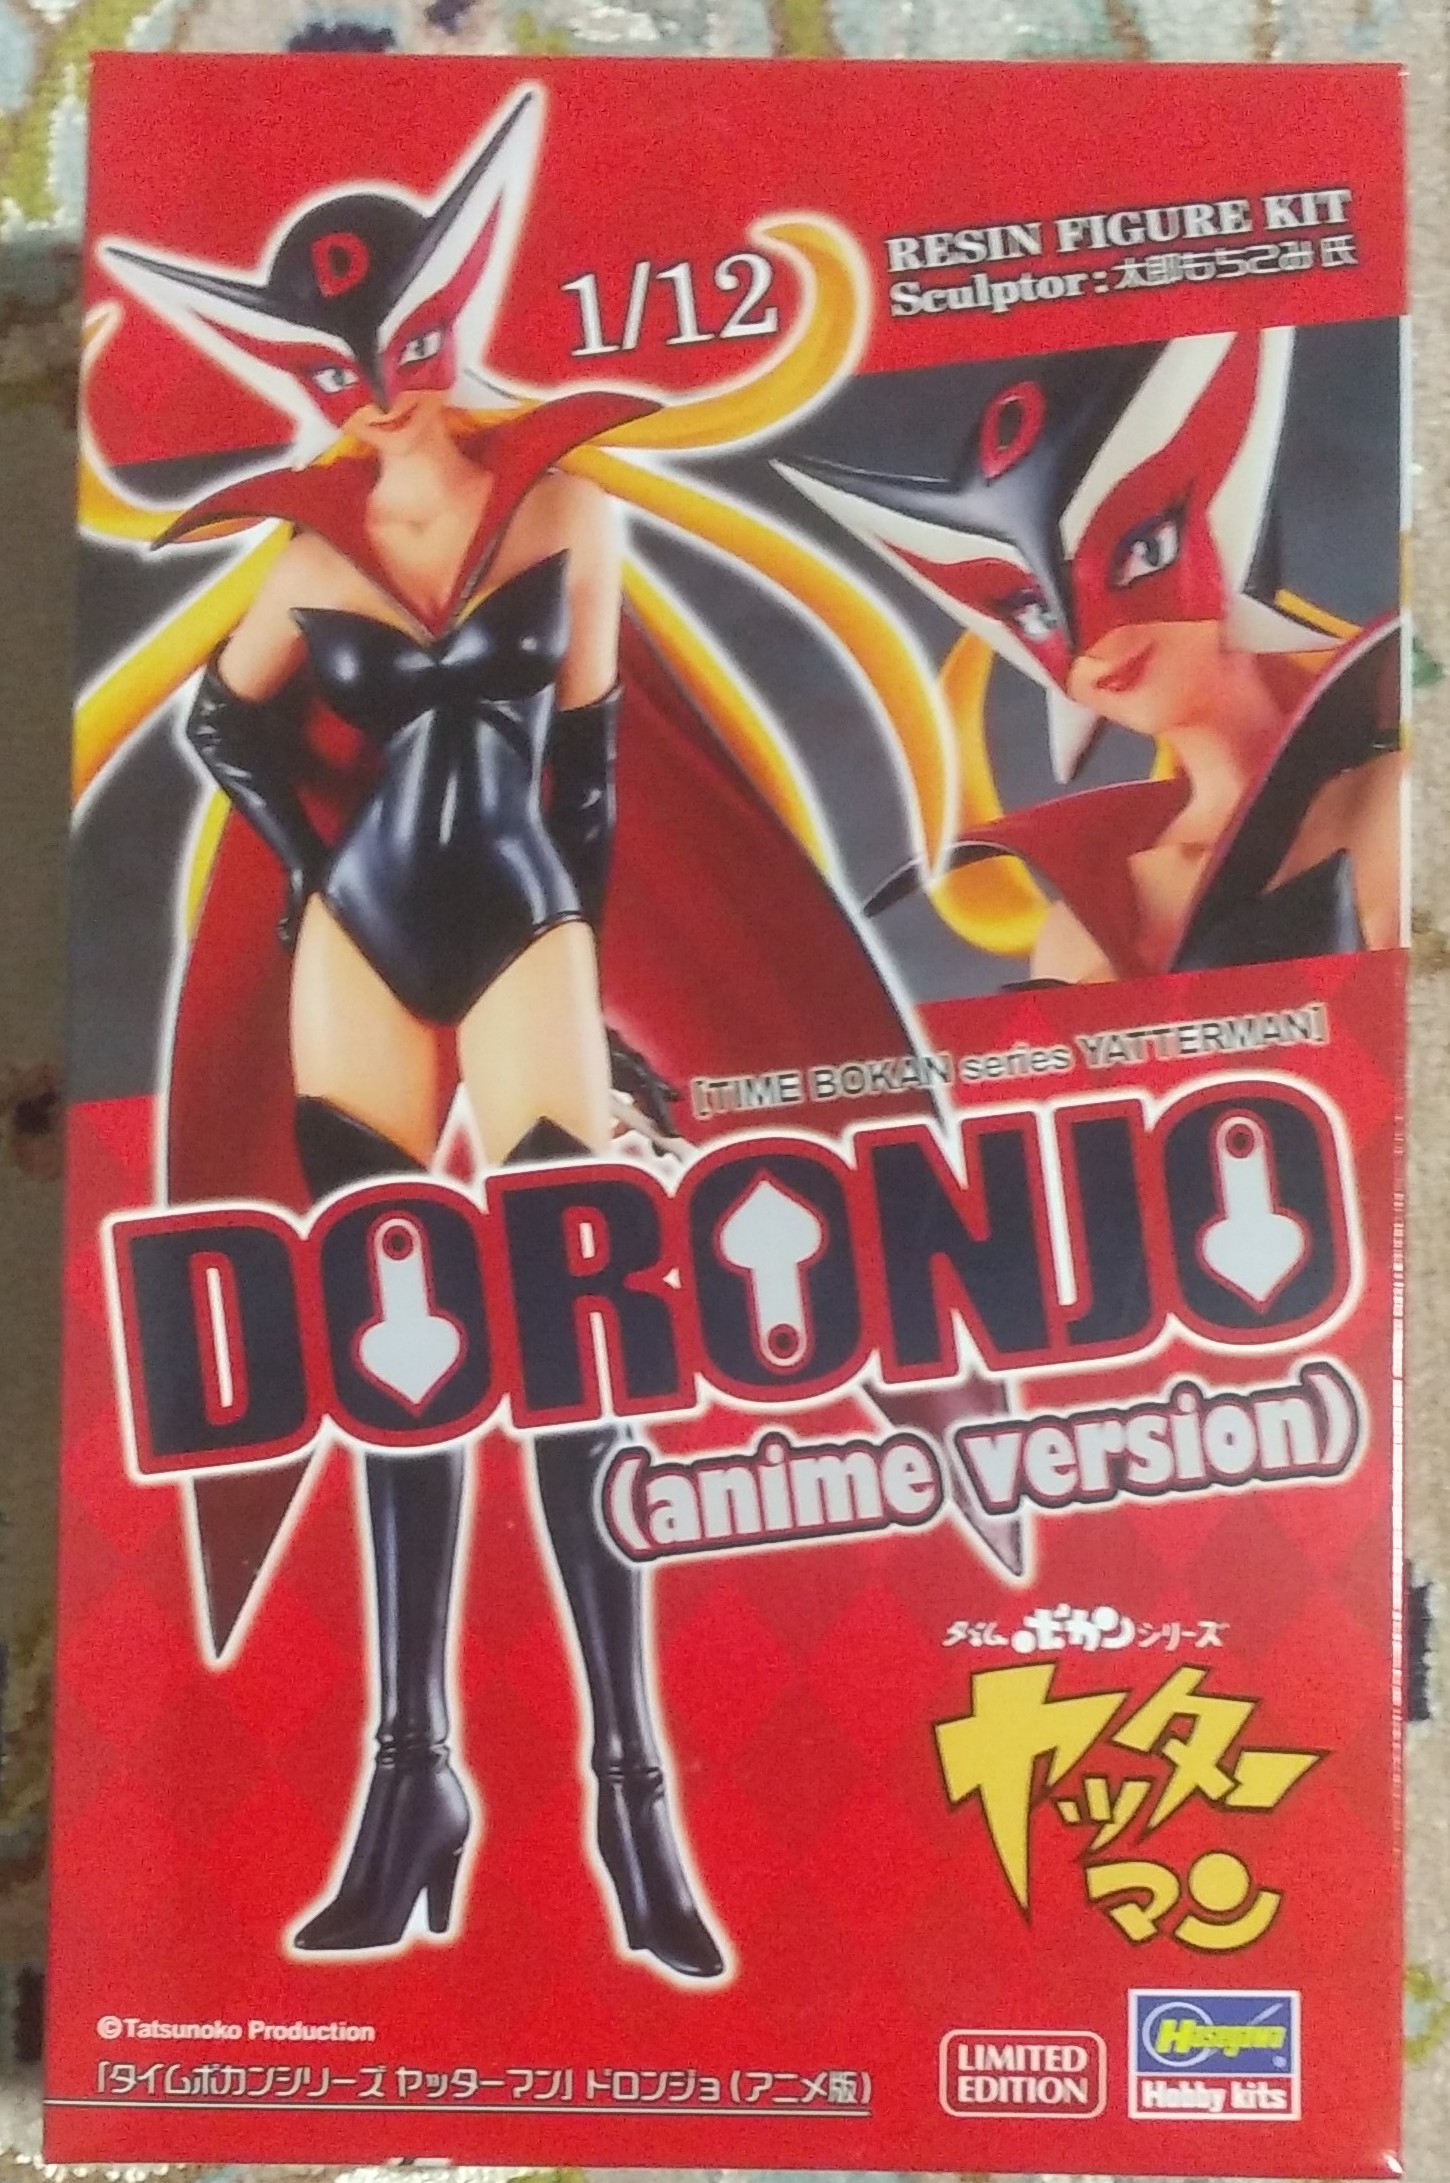 D
1/12
RESIN FIGURE KIT
Sculptor:太郎もちこみ 氏
D
[TIME BOKAN series YATTERMAN]
DORONJO
(anime version)
タイムボカンシリーズ
ヤッター
マン
©Tatsunoko Production
「タイムボカンシリーズ ヤッターマン」ドロンジョ(アニメ版)
LIMITED
EDITION
Hasegawa
Hobby kits